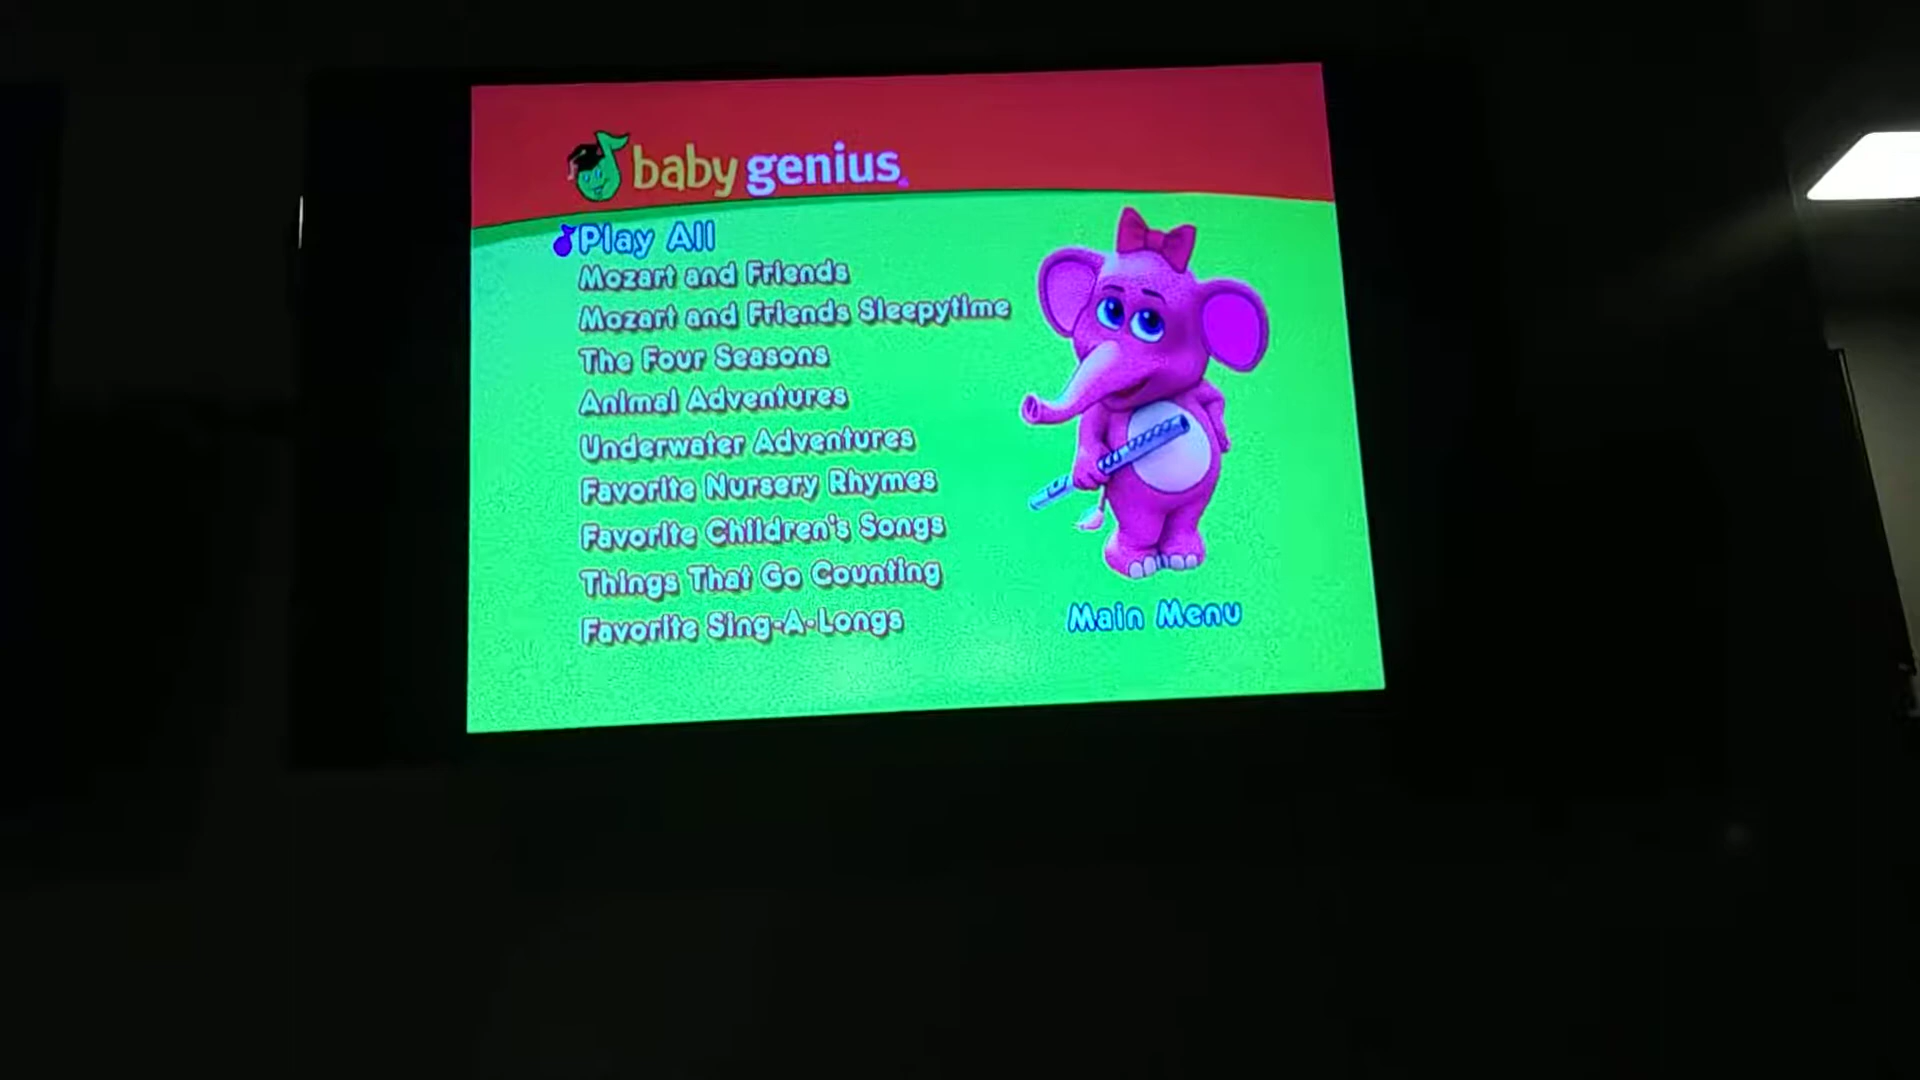 baby genius
Play All
Mozart and Friends
Mozart and Friends Sleepytime
The Four Seasons
Animal Adventures
Underwater Adventures
Favorite Nursery Rhymes
Favorite Children's Songs
Things That Go Counting
Favorite Sing-A-Longs
Main Menu